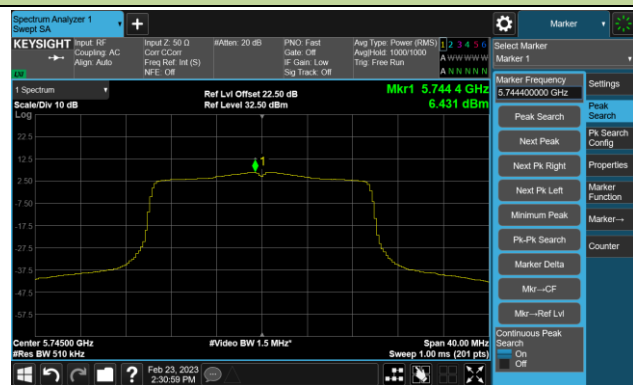 Spectrum Analyzer 1
Swept SA
Marker
KEYSIGHT
Input: RF
Coupling: AC
Align: Auto
Input Z: 50 Ω
Corr CCorr
Freq Ref: Int (S)
NFE: Off
#Atten: 20 dB
PNO: Fast
Gate: Off
IF Gain: Low
Sig Track: Off
Avg Type: Power (RMS)
Avg|Hold: 1000/1000
Trig: Free Run
1 2 3 4 5 6
A W W W W W
A N N N N N
Select Marker
Marker 1
1 Spectrum
Scale/Div 10 dB
Log
Ref Lvl Offset 22.50 dB
Ref Level 32.50 dBm
Mkr1 5.744 4 GHz
6.431 dBm
22.5
12.5
2.50
-7.50
-17.5
-27.5
-37.5
-47.5
-57.5
1
Center 5.74500 GHz
#Res BW 510 kHz
#Video BW 1.5 MHz*
Span 40.00 MHz
Sweep 1.00 ms (201 pts)
Marker Frequency
5.744400000 GHz
Peak Search
Next Peak
Next Pk Right
Next Pk Left
Minimum Peak
Pk-Pk Search
Marker Delta
Mkr→CF
Mkr→Ref Lvl
Continuous Peak
Search
On
Off
Settings
Peak
Search
Pk Search
Config
Properties
Marker
Function
Marker→
Counter
?
Feb 23, 2023
2:30:59 PM